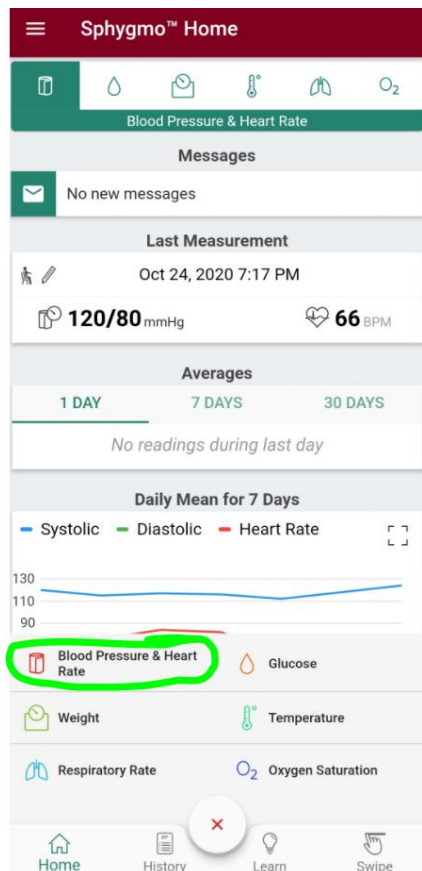 Sphygmo™ Home
O₂
Blood Pressure & Heart Rate
Messages
No new messages
Last Measurement
Oct 24, 2020 7:17 PM
120/80 mmHg 66 BPM
Averages
1 DAY 7 DAYS 30 DAYS
No readings during last day
Daily Mean for 7 Days
Systolic Diastolic Heart Rate
130
110
90
Blood Pressure & Heart
Rate
Glucose
Weight Temperature
Respiratory Rate O₂ Oxygen Saturation
Home History Learn Swipe